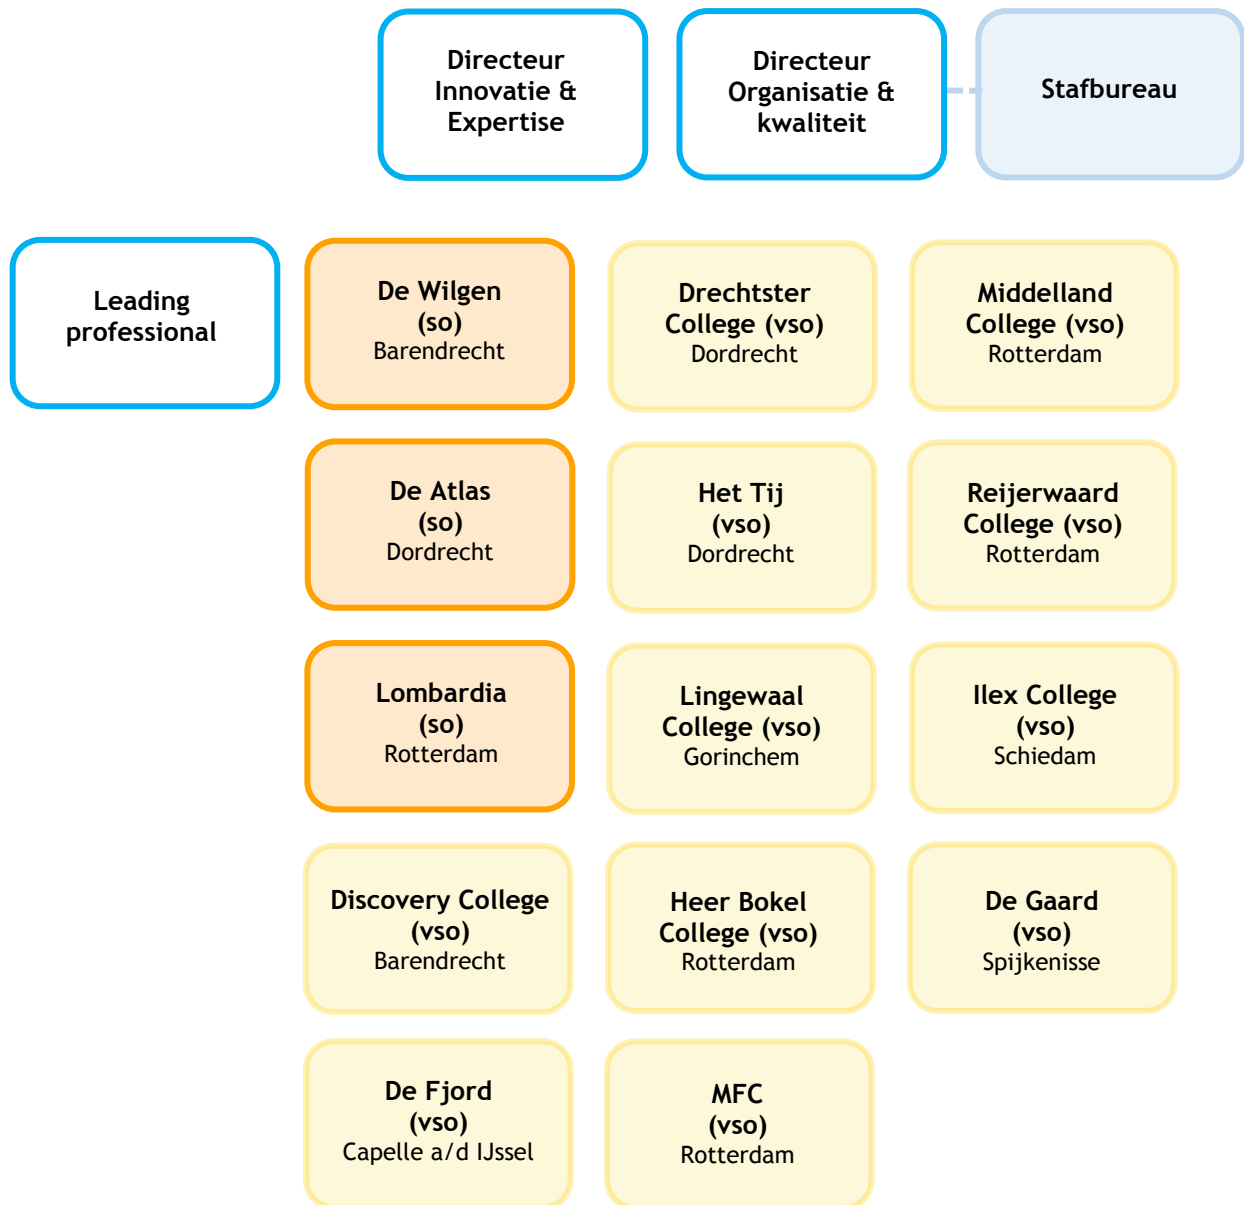 Directeur
Innovatie &
Expertise
Directeur
Organisatie &
kwaliteit
Stafbureau
Leading
professional
De Wilgen
(so)
Barendrecht
Drechtster
College (vso)
Dordrecht
Middelland
College (vso)
Rotterdam
De Atlas
(so)
Dordrecht
Het Tij
(vso)
Dordrecht
Reijerwaard
College (vso)
Rotterdam
Lombardia
(so)
Rotterdam
Lingewaal
College (vso)
Gorinchem
Ilex College
(vso)
Schiedam
Discovery College
(vso)
Barendrecht
Heer Bokel
College (vso)
Rotterdam
De Gaard
(vso)
Spijkenisse
De Fjord
(vso)
Capelle a/d IJssel
MFC
(vso)
Rotterdam